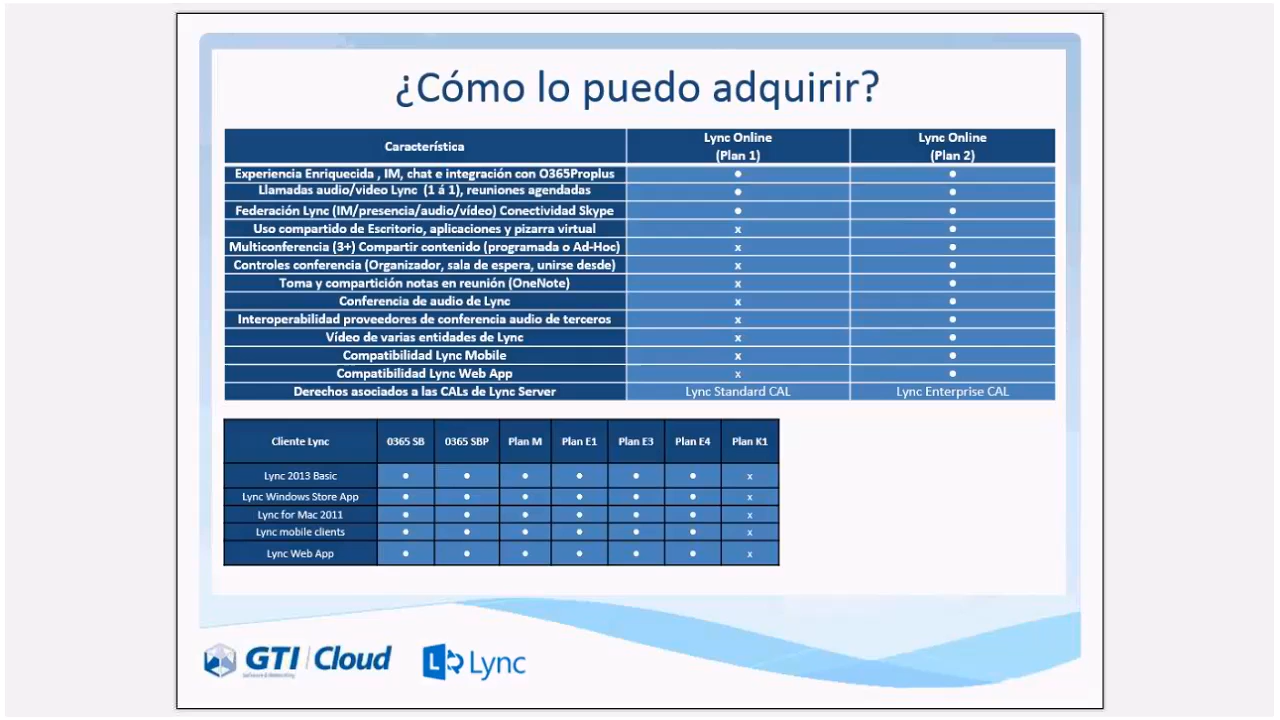 ¿Cómo lo puedo adquirir?
Característica
Lync Online
(Plan 1)
Lync Online
(Plan 2)
Experiencia Enriquecida , IM, chat e integración con O365Proplus ● ●
Llamadas audio/video Lync (1 á 1), reuniones agendadas ● ●
Federación Lync (IM/presencia/audio/vídeo) Conectividad Skype ● ●
Uso compartido de Escritorio, aplicaciones y pizarra virtual x ●
Multiconferencia (3+) Compartir contenido (programada o Ad-Hoc) x ●
Controles conferencia (Organizador, sala de espera, unirse desde) x ●
Toma y compartición notas en reunión (OneNote) x ●
Conferencia de audio de Lync x ●
Interoperabilidad proveedores de conferencia audio de terceros x ●
Vídeo de varias entidades de Lync x ●
Compatibilidad Lync Mobile x ●
Compatibilidad Lync Web App x ●
Derechos asociados a las CALs de Lync Server Lync Standard CAL Lync Enterprise CAL
Cliente Lync 0365 SB 0365 SBP Plan M Plan E1 Plan E3 Plan E4 Plan K1
Lync 2013 Basic ● ● ● ● ● ● x
Lync Windows Store App ● ● ● ● ● ● x
Lync for Mac 2011 ● ● ● ● ● ● x
Lync mobile clients ● ● ● ● ● ● x
Lync Web App ● ● ● ● ● ● x
GTI Cloud
Software & Networking
Lync